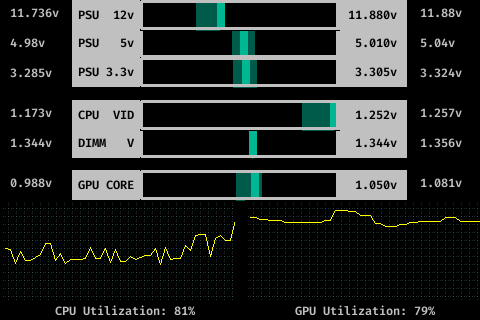 11.736v PSU 12v 11.880v 11.88v
4.98v PSU 5v 5.010v 5.04v
3.285v PSU 3.3v 3.305v 3.324v
1.173v CPU VID 1.252v 1.257v
1.344v DIMM V 1.344v 1.356v
0.988v GPU CORE 1.050v 1.081v
CPU Utilization: 81% GPU Utilization: 79%